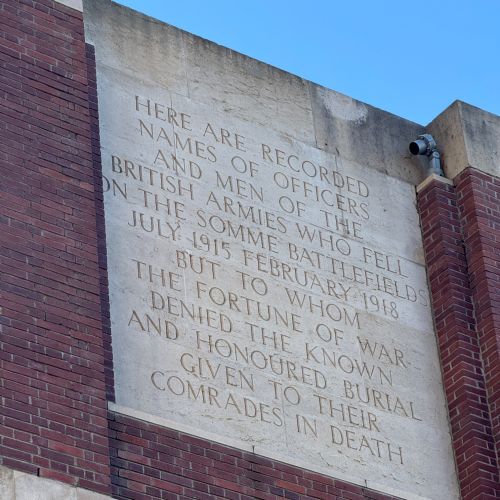 HERE ARE RECORDED
NAMES OF OFFICERS
AND MEN OF THE
BRITISH ARMIES WHO FELL
ON THE SOMME BATTLEFIELDS
JULY 1915 FEBRUARY 1918
BUT TO WHOM
THE FORTUNE OF WAR
DENIED THE KNOWN
AND HONOURED BURIAL
GIVEN TO THEIR
COMRADES IN DEATH